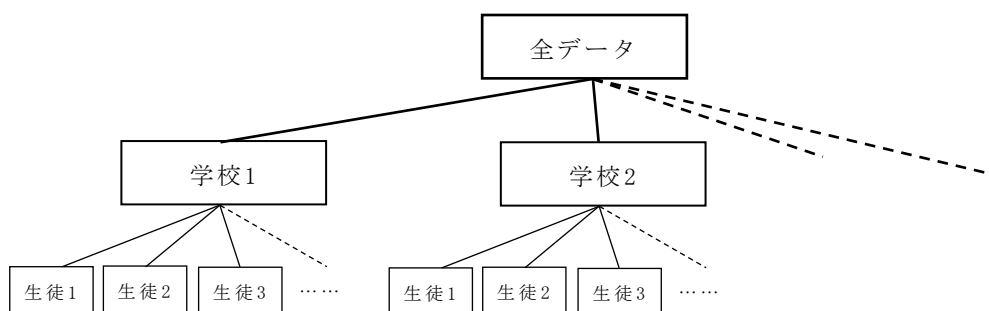 全データ
学校1 学校2
生徒1 生徒2 生徒3 …… 生徒1 生徒2 生徒3 ……